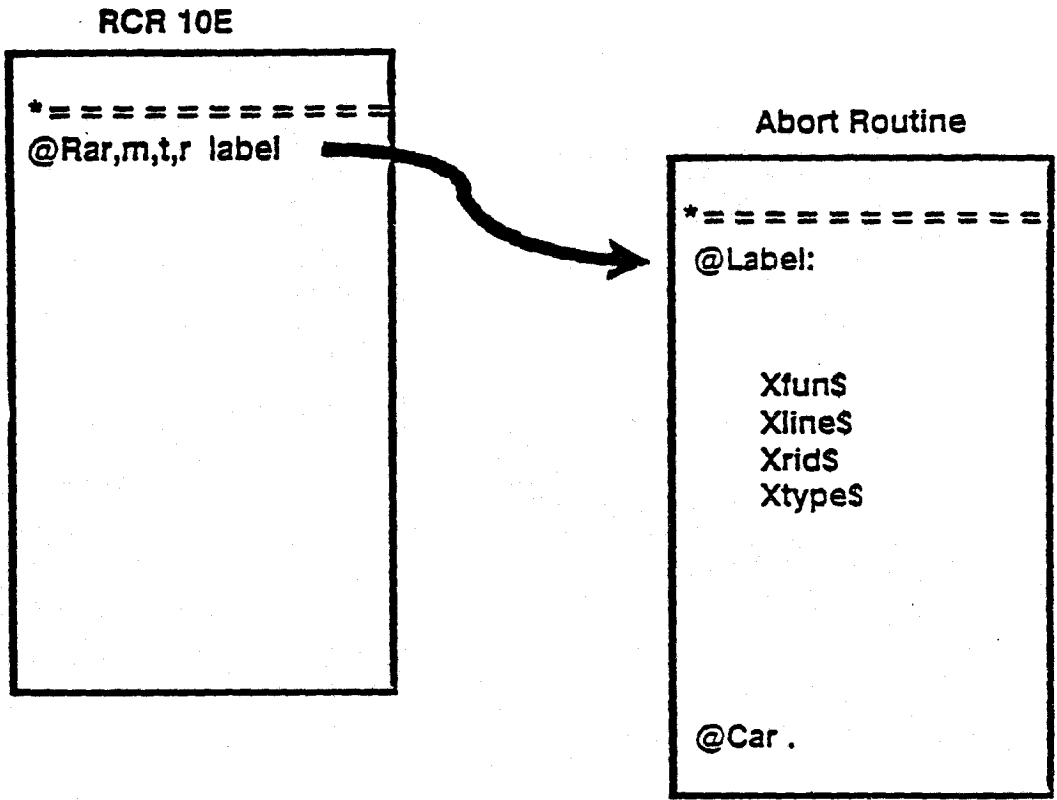 RCR 10E
*= = = = = = = = = = =
@Rar,m,t,r label
Abort Routine
*= = = = = = = = = = =
@Label:
Xfun$
Xline$
Xrid$
Xtype$
@Car .